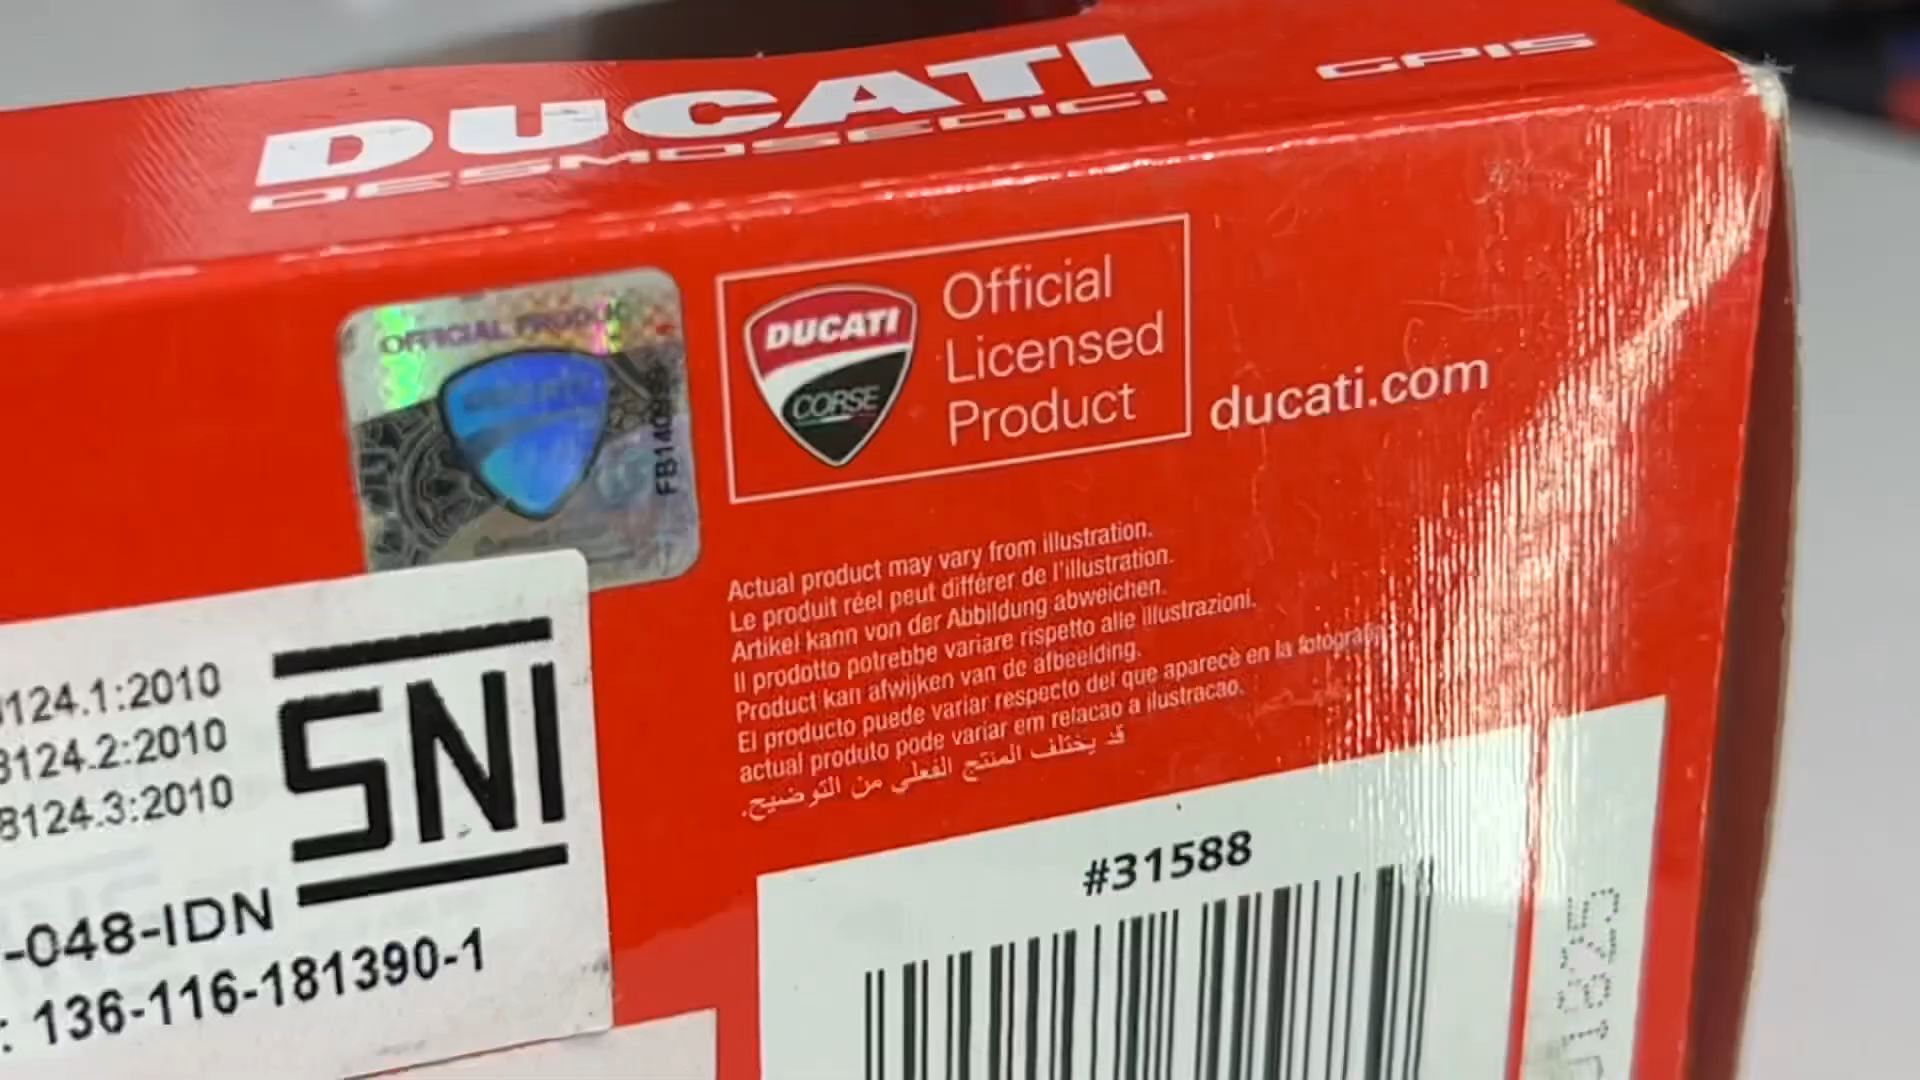 DUCATI
DESMOSEDICI
GP15
OFFICIAL PRODUC
DUCATI
CORSE
Official
Licensed
Product
ducati.com
Actual product may vary from illustration.
Le produit réel peut différer de l'illustration.
Artikel kann von der Abbildung abweichen.
Il prodotto potrebbe variare rispetto alle illustrazioni.
Product kan afwijken van de afbeelding.
El producto puede variar respecto del que aparece en la
actual produto pode variar em relacao a ilustracao.
قد يختلف المنتج الفعلي من التوضيح.
124.1:2010
8124.2:2010
8124.3:2010
SNI
-048-IDN
: 136-116-181390-1
#31588